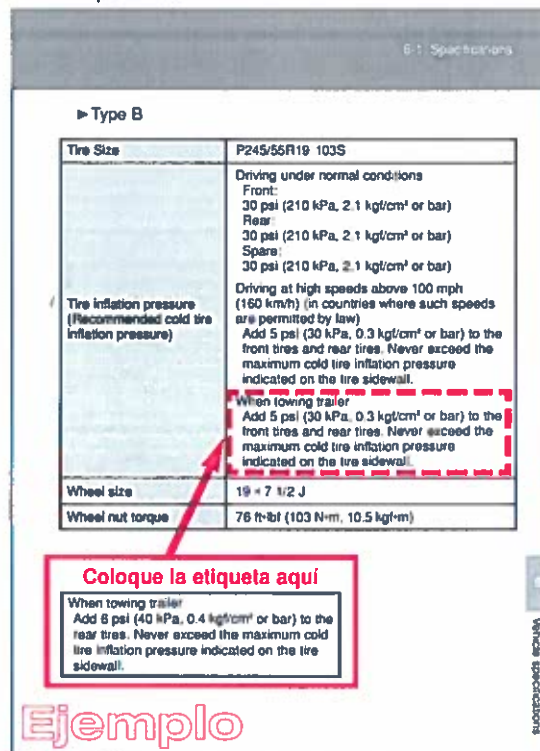 6-1. Specifications
►Type B
Tire Size
P245/55R19 103S
Tire inflation pressure
(Recommended cold tire
inflation pressure)
Driving under normal conditions
Front:
30 psi (210 kPa, 2.1 kgf/cm² or bar)
Rear:
30 psi (210 kPa, 2.1 kgf/cm² or bar)
Spare:
30 psi (210 kPa, 2.1 kgf/cm² or bar)
Driving at high speeds above 100 mph
(160 km/h) (in countries where such speeds
are permitted by law)
Add 5 psi (30 kPa, 0.3 kgf/cm² or bar) to the
front tires and rear tires. Never exceed the
maximum cold tire inflation pressure
indicated on the tire sidewall.
When towing trailer
Add 5 psi (30 kPa, 0.3 kgf/cm² or bar) to the
front tires and rear tires. Never exceed the
maximum cold tire inflation pressure
indicated on the tire sidewall.
Wheel size
19 × 7 1/2 J
Wheel nut torque
76 ft•lbf (103 N•m, 10.5 kgf•m)
Coloque la etiqueta aquí
When towing trailer
Add 6 psi (40 kPa, 0.4 kgf/cm² or bar) to the
rear tires. Never exceed the maximum cold
tire inflation pressure indicated on the tire
sidewall.
Ejemplo
Vehicle specifications